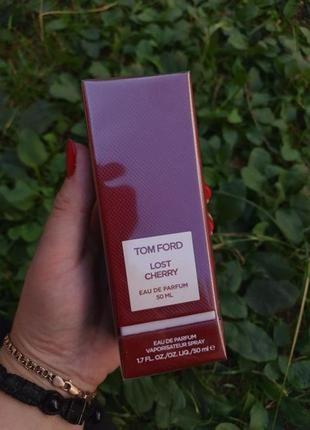 TOM FORD
LOST
CHERRY
EAU DE PARFUM
50 ML
EAU DE PARFUM
VAPORISATEUR SPRAY
1.7 FL. OZ./OZ. LIQ./50 ml ℮